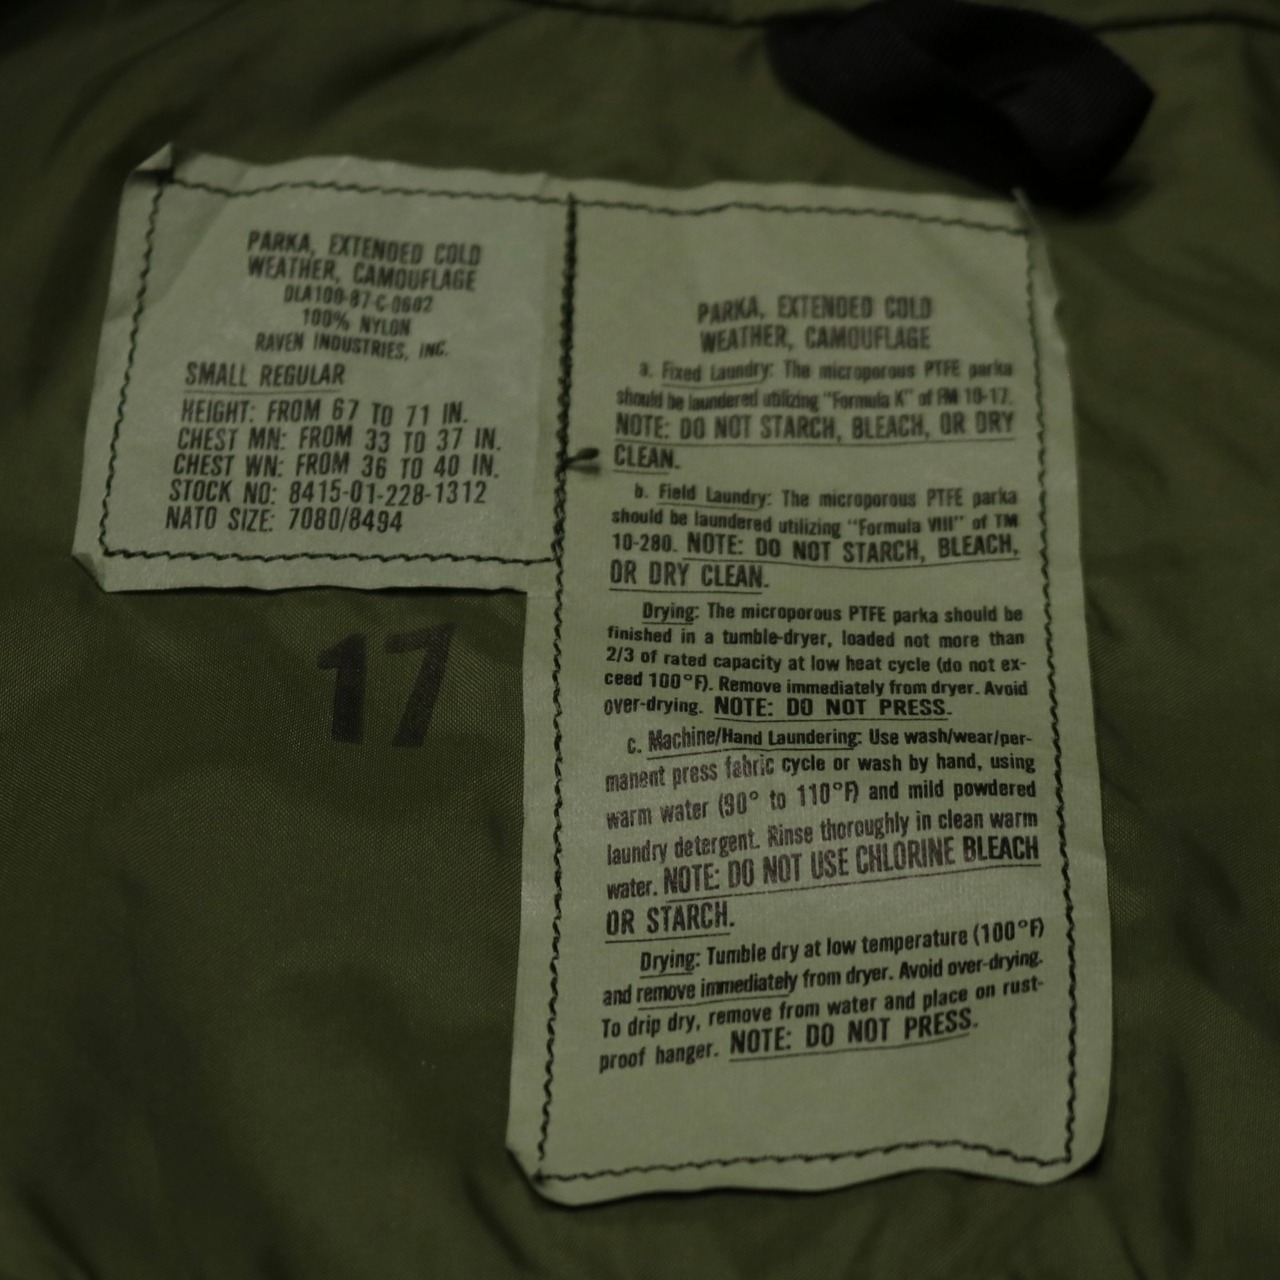 PARKA, EXTENDED COLD
WEATHER, CAMOUFLAGE
DLA100-87-C-0602
100% NYLON
RAVEN INDUSTRIES, INC.
SMALL REGULAR
HEIGHT: FROM 67 TO 71 IN.
CHEST MN: FROM 33 TO 37 IN.
CHEST WN: FROM 36 TO 40 IN.
STOCK NO: 8415-01-228-1312
NATO SIZE: 7080/8494
17
PARKA, EXTENDED COLD
WEATHER, CAMOUFLAGE
a. Fixed Laundry: The microporous PTFE parka
should be laundered utilizing "Formula K" of FM 10-17.
NOTE: DO NOT STARCH, BLEACH, OR DRY
CLEAN.
b. Field Laundry: The microporous PTFE parka
should be laundered utilizing "Formula VIII" of TM
10-280. NOTE: DO NOT STARCH, BLEACH,
OR DRY CLEAN.
Drying: The microporous PTFE parka should be
finished in a tumble-dryer, loaded not more than
2/3 of rated capacity at low heat cycle (do not ex-
ceed 100°F). Remove immediately from dryer. Avoid
over-drying. NOTE: DO NOT PRESS.
c. Machine/Hand Laundering: Use wash/wear/per-
manent press fabric cycle or wash by hand, using
warm water (90° to 110°F) and mild powdered
laundry detergent. Rinse thoroughly in clean warm
water. NOTE: DO NOT USE CHLORINE BLEACH
OR STARCH.
Drying: Tumble dry at low temperature (100°F)
and remove immediately from dryer. Avoid over-drying.
To drip dry, remove from water and place on rust-
proof hanger. NOTE: DO NOT PRESS.